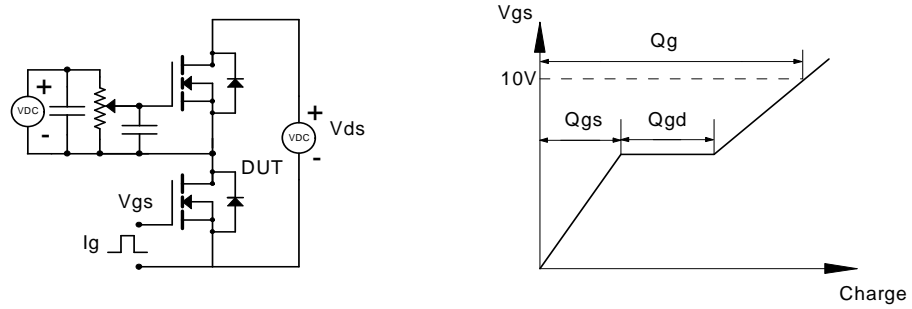 +
VDC
-
+
VDC
-
Vds
DUT
Vgs
Ig
Vgs
Qg
10V
Qgs
Qgd
Charge